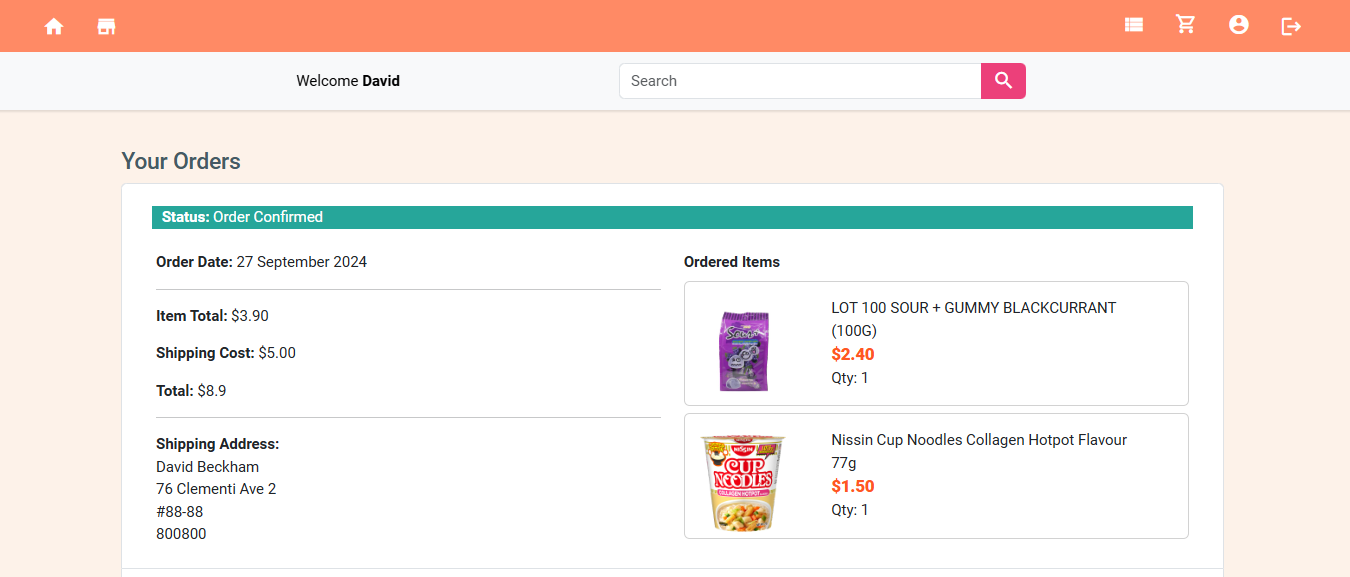 Welcome David
Search
Your Orders
Status: Order Confirmed
Order Date: 27 September 2024
Item Total: $3.90
Shipping Cost: $5.00
Total: $8.9
Shipping Address:
David Beckham
76 Clementi Ave 2
#88-88
800800
Ordered Items
LOT 100 SOUR + GUMMY BLACKCURRANT
(100G)
$2.40
Qty: 1
NISSIN
CUP
NOODLES
COLLAGEN HOTPOT
Nissin Cup Noodles Collagen Hotpot Flavour
77g
$1.50
Qty: 1